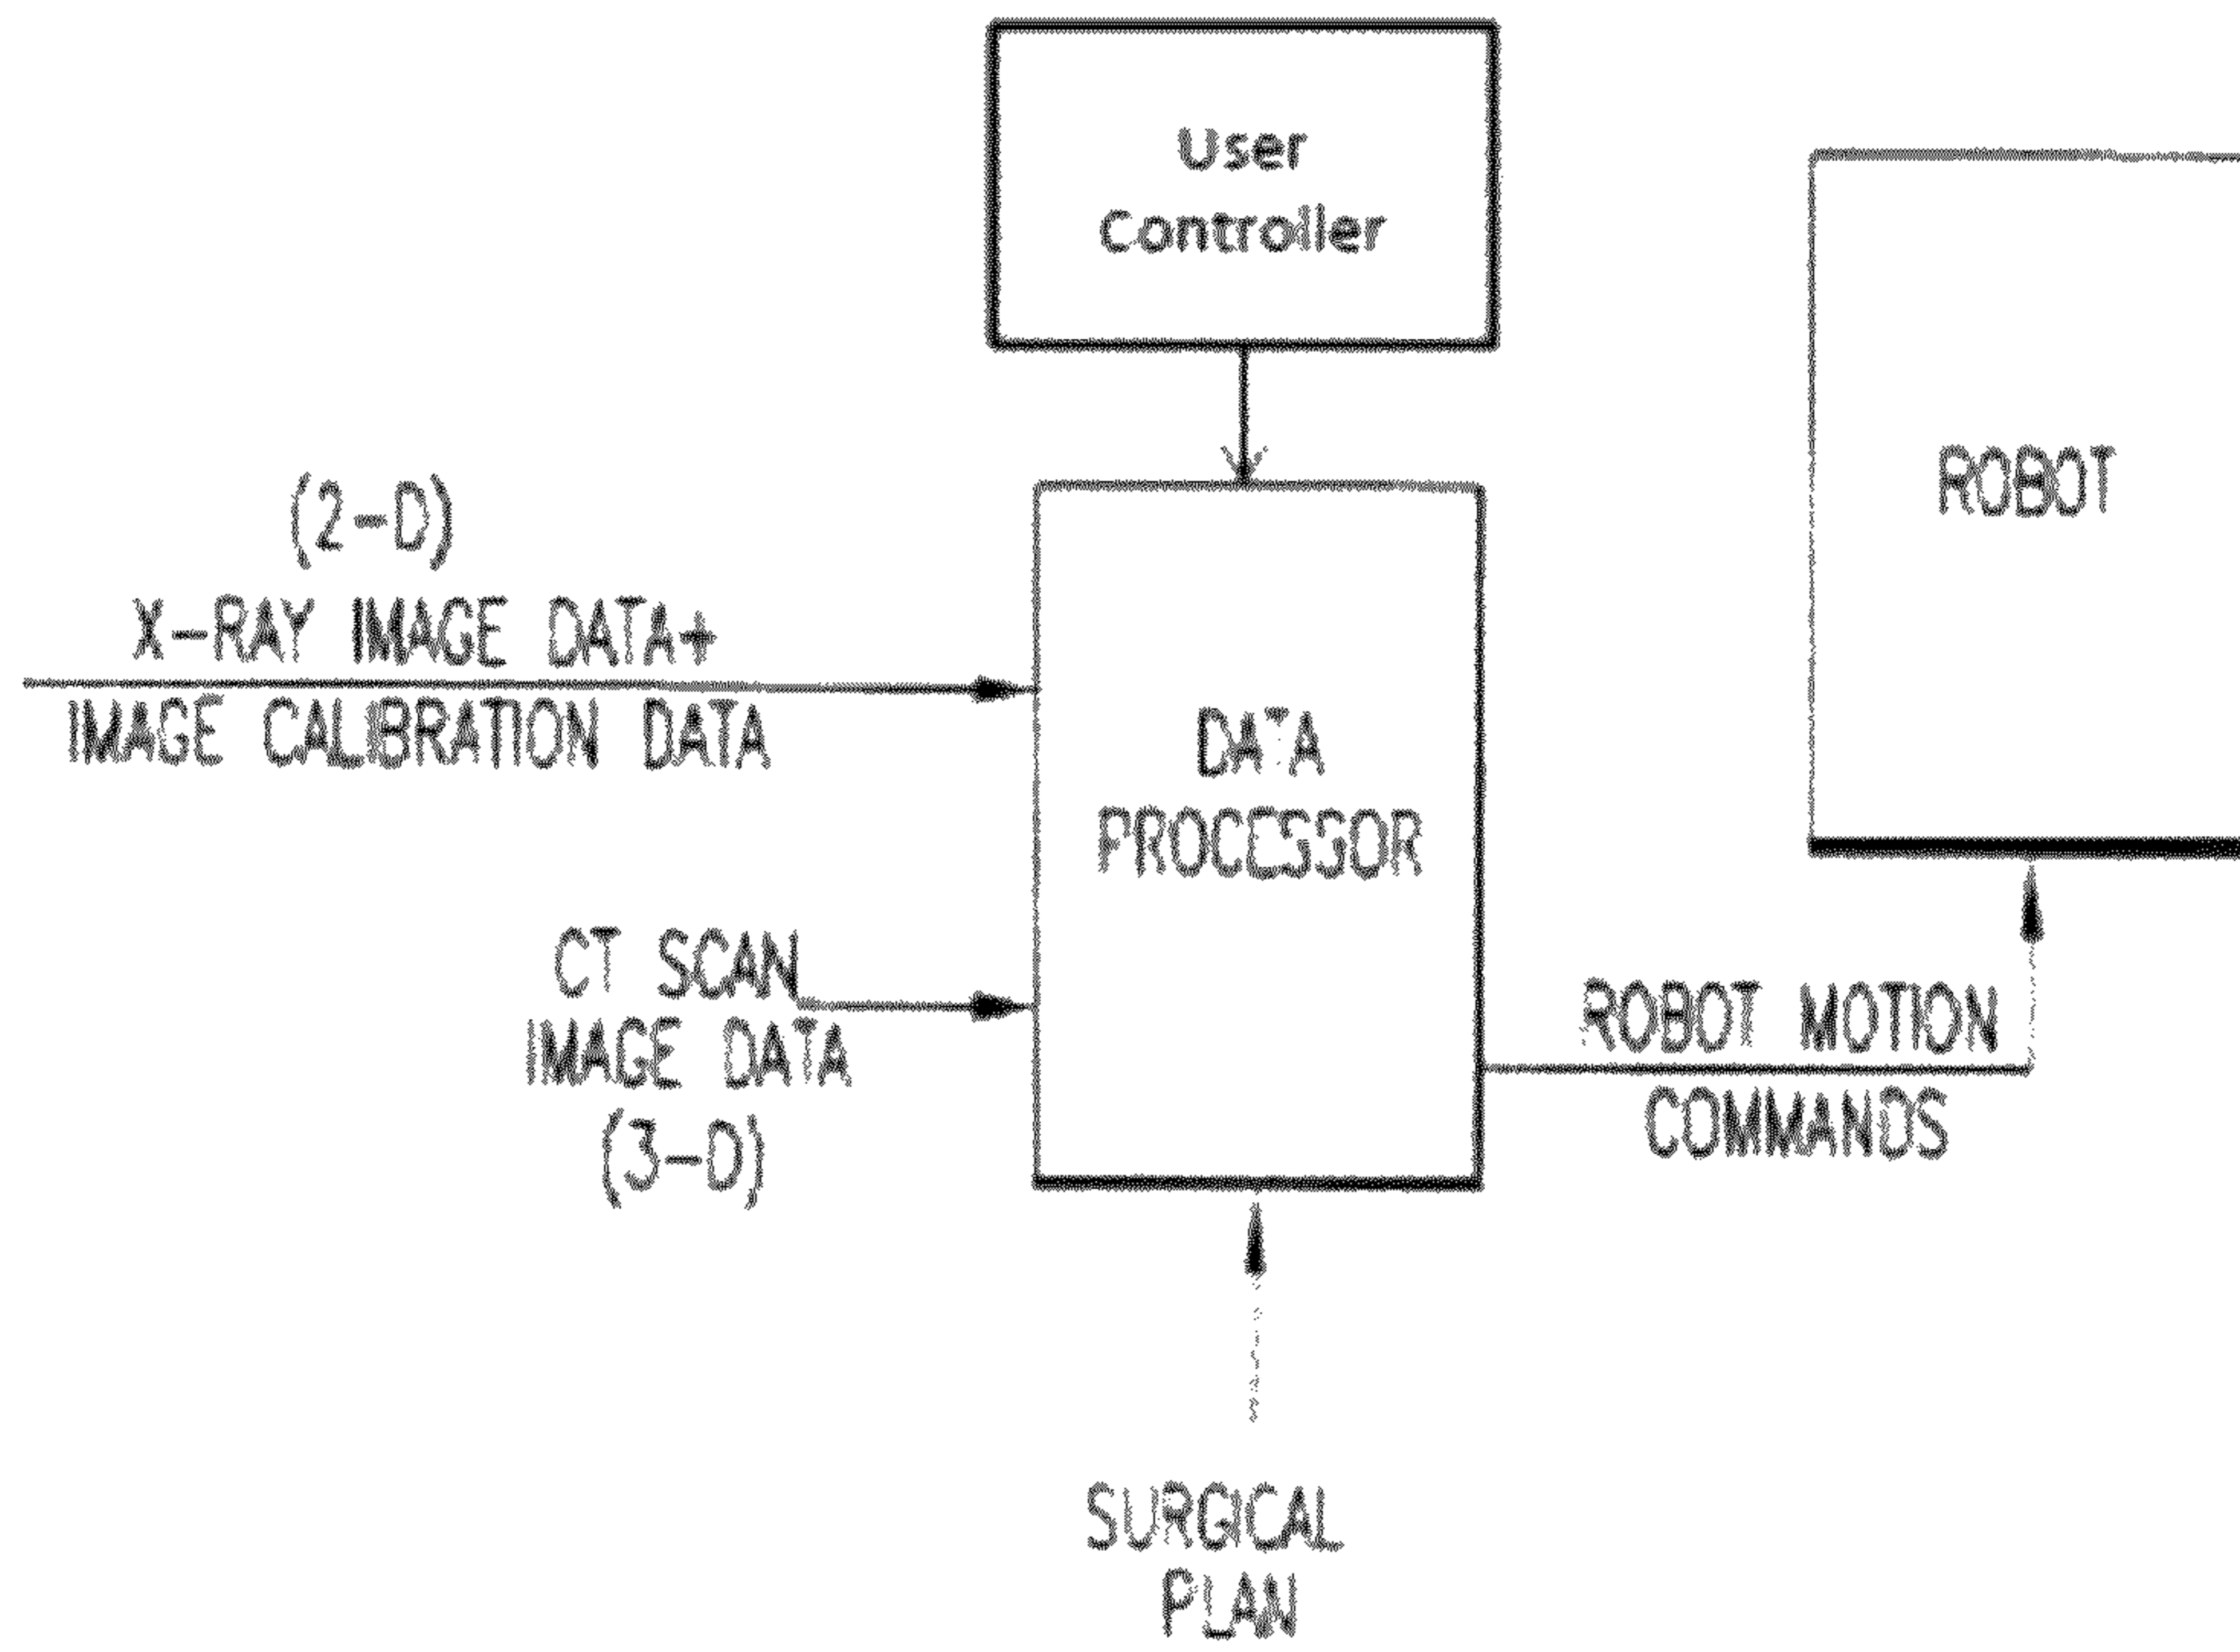 User
Controller
(2-D)
X-RAY IMAGE DATA+
IMAGE CALIBRATION DATA
DATA
PROCESSOR
ROBOT
CT SCAN
IMAGE DATA
(3-D)
ROBOT MOTION
COMMANDS
SURGICAL
PLAN